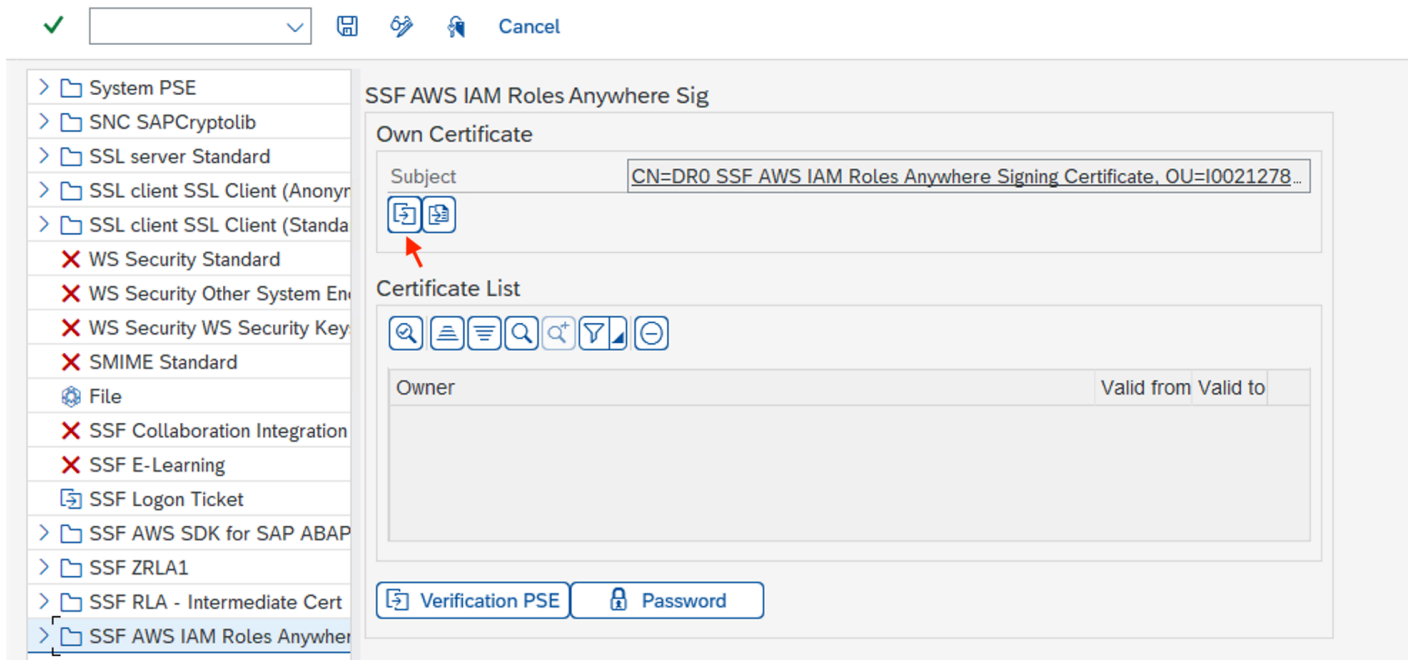 Cancel
System PSE
SNC SAPCryptolib
SSL server Standard
SSL client SSL Client (Anonyr
SSL client SSL Client (Standa
WS Security Standard
WS Security Other System En
WS Security WS Security Key
SMIME Standard
File
SSF Collaboration Integration
SSF E-Learning
SSF Logon Ticket
SSF AWS SDK for SAP ABAP
SSF ZRLA1
SSF RLA - Intermediate Cert
SSF AWS IAM Roles Anywher
SSF AWS IAM Roles Anywhere Sig
Own Certificate
Subject CN=DR0 SSF AWS IAM Roles Anywhere Signing Certificate, OU=I0021278...
Certificate List
Owner Valid from Valid to
Verification PSE Password